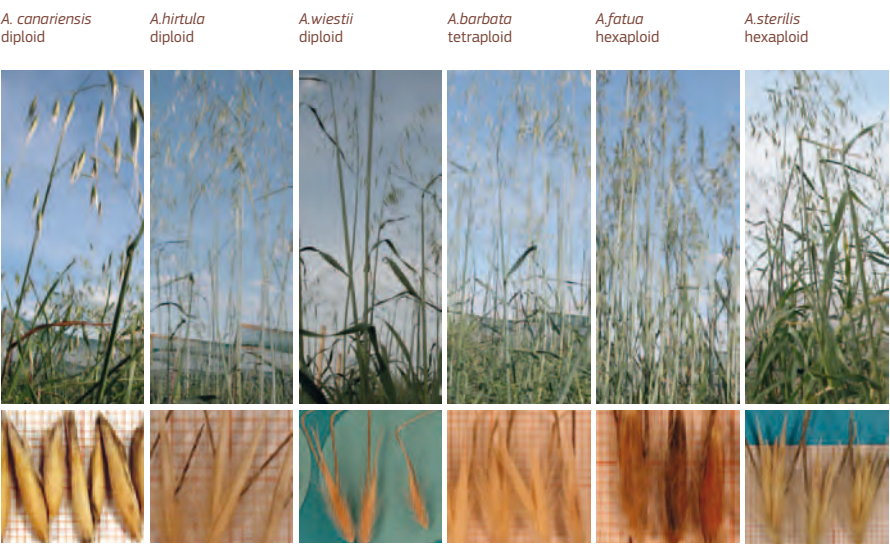 A. canariensis
diploid
A.hirtula
diploid
A.wiestii
diploid
A.barbata
tetraploid
A.fatua
hexaploid
A.sterilis
hexaploid